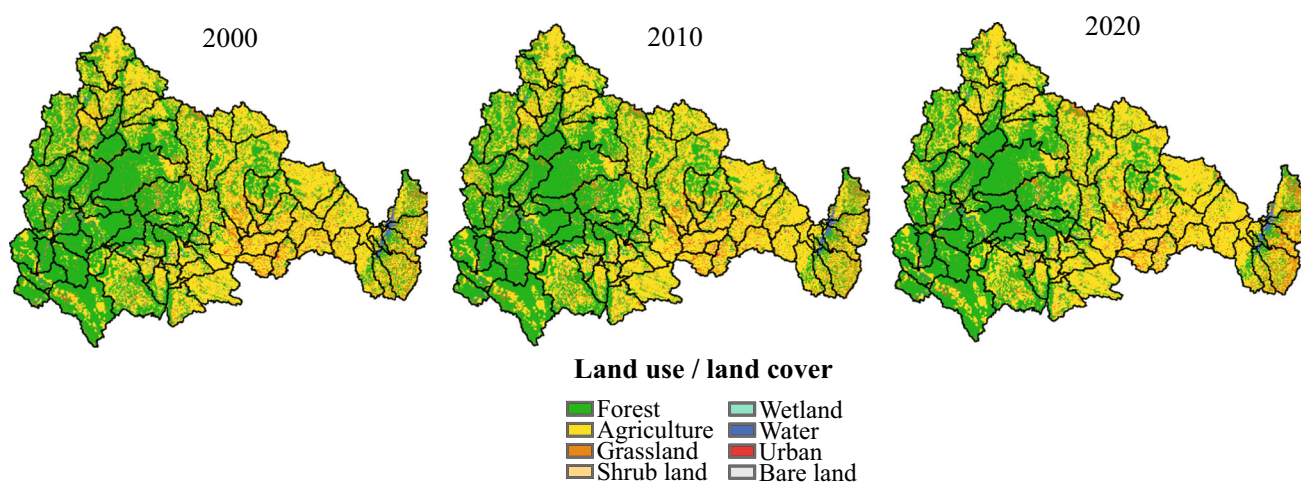 2000
2010
2020
Land use / land cover
Forest
Agriculture
Grassland
Shrub land
Wetland
Water
Urban
Bare land